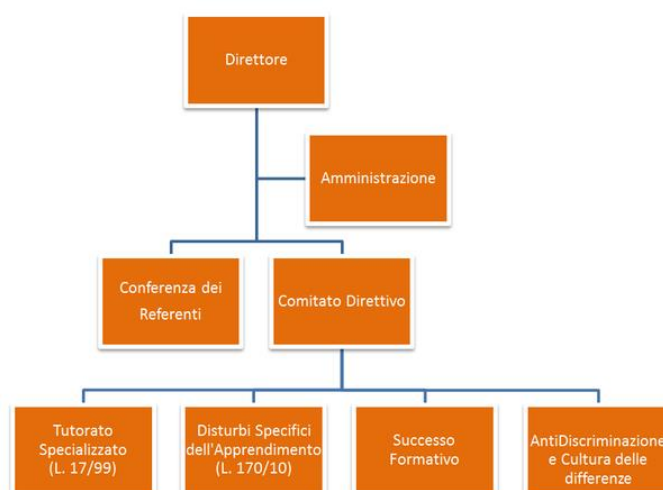 Direttore
Amministrazione
Conferenza dei
Referenti
Comitato Direttivo
Tutorato
Specializzato
(L. 17/99)
Disturbi Specifici
dell'Apprendimento
(L. 170/10)
Successo
Formativo
AntiDiscriminazione
e Cultura delle
differenze